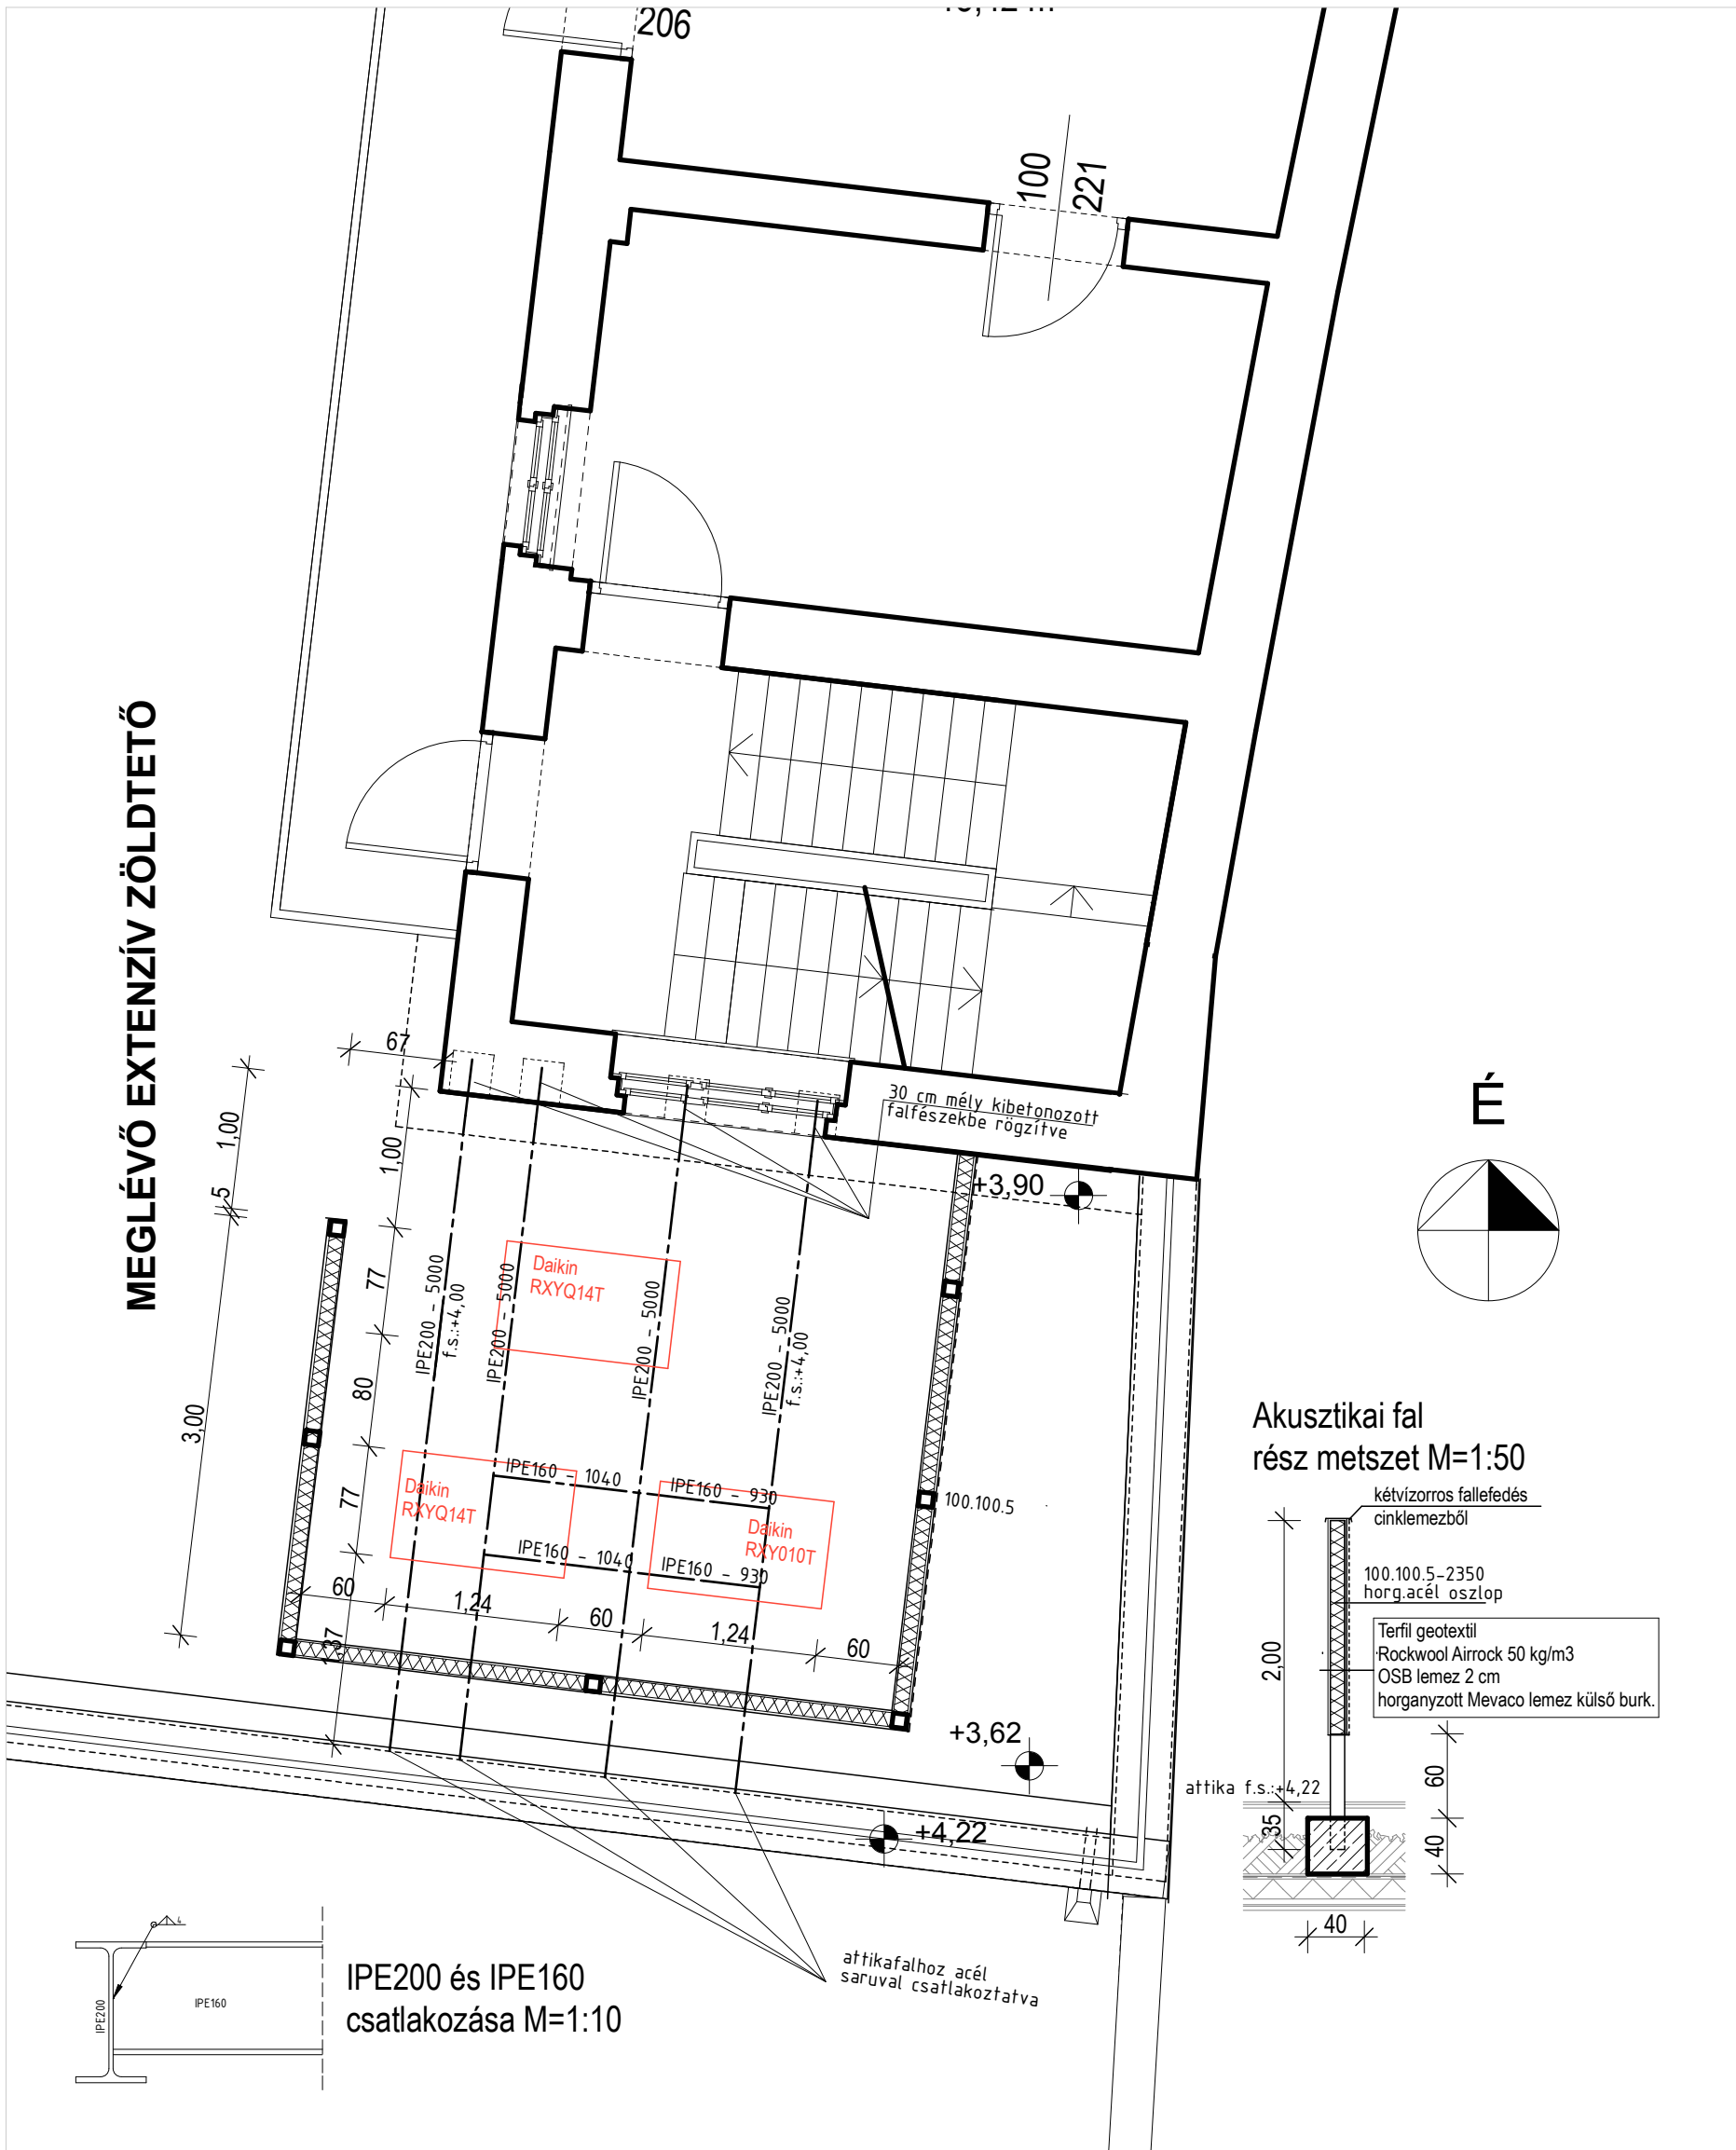 206
100
221
MEGLÉVŐ EXTENZÍV ZÖLDTETŐ
67
1,00
1,00
5
30 cm mély kibetonozott
falfészekbe rögzítve
+3,90
É
77
80
77
3,00
IPE200 - 5000
f.s.:+4,00
IPE200 - 5000
IPE200 - 5000
IPE200 - 5000
f.s.:+4,00
Daikin
RXYQ14T
Daikin
RXYQ14T
Daikin
RXY010T
IPE160 - 1040
IPE160 - 930
IPE160 - 1040
IPE160 - 930
100.100.5
60
1,24
60
1,24
60
1,37
+3,62
+4,22
Akusztikai fal
rész metszet M=1:50
kétvízorros fallefedés
cinklemezből
100.100.5-2350
horg.acél oszlop
Terfil geotextil
Rockwool Airrock 50 kg/m3
OSB lemez 2 cm
horganyzott Mevaco lemez külső burk.
2,00
attika f.s.:+4,22
35
60
40
40
attikafalhoz acél
saruval csatlakoztatva
4
IPE200
IPE160
IPE200 és IPE160
csatlakozása M=1:10